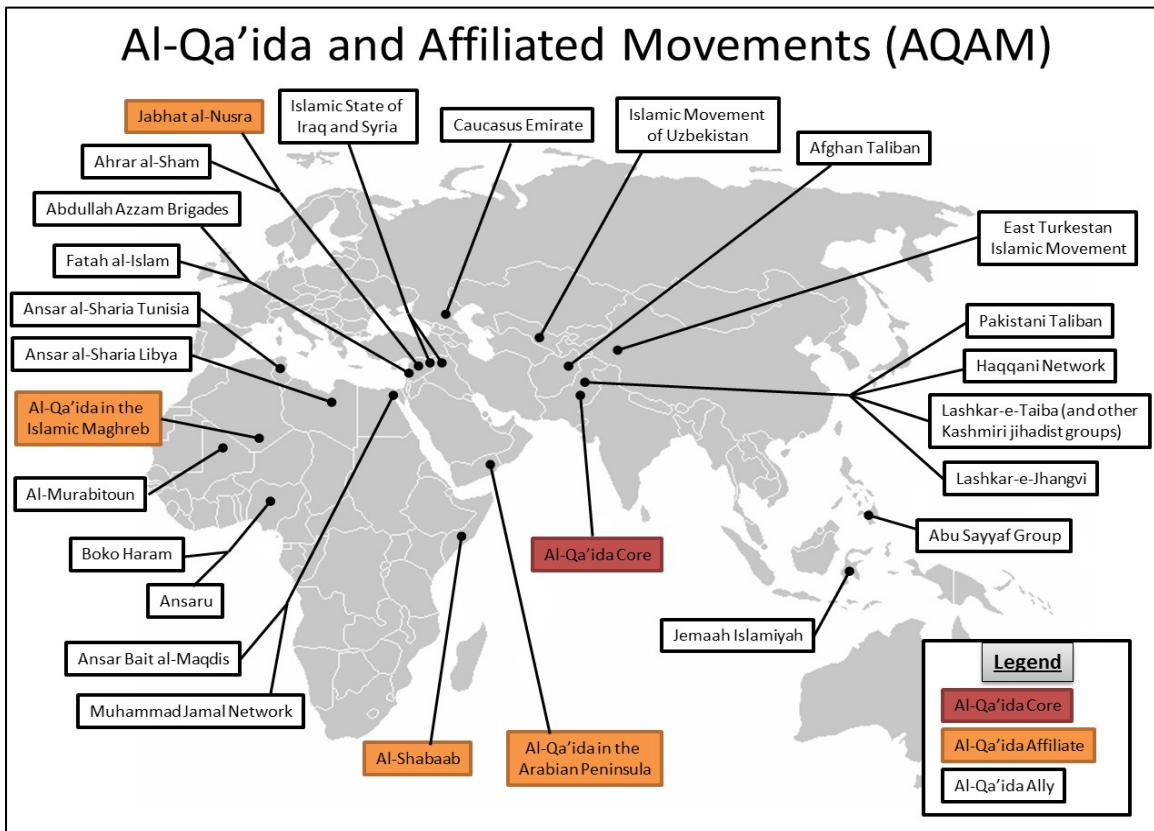 Al-Qa’ida and Affiliated Movements (AQAM)
Jabhat al-Nusra
Islamic State of
Iraq and Syria
Caucasus Emirate
Islamic Movement
of Uzbekistan
Afghan Taliban
Ahrar al-Sham
Abdullah Azzam Brigades
Fatah al-Islam
East Turkestan
Islamic Movement
Ansar al-Sharia Tunisia
Ansar al-Sharia Libya
Pakistani Taliban
Haqqani Network
Al-Qa’ida in the
Islamic Maghreb
Lashkar-e-Taiba (and other
Kashmiri jihadist groups)
Lashkar-e-Jhangvi
Al-Murabitoun
Abu Sayyaf Group
Boko Haram
Al-Qa’ida Core
Ansaru
Jemaah Islamiyah
Ansar Bait al-Maqdis
Muhammad Jamal Network
Al-Shabaab
Al-Qa’ida in the
Arabian Peninsula
Legend
Al-Qa’ida Core
Al-Qa’ida Affiliate
Al-Qa’ida Ally